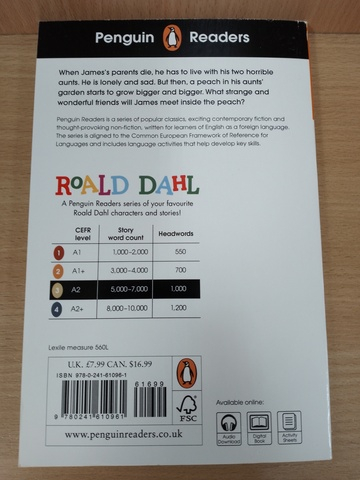 Penguin Readers
When James's parents die, he has to live with his two horrible
aunts. He is lonely and sad. But then, a peach in his aunts'
garden starts to grow bigger and bigger. What strange and
wonderful friends will James meet inside the peach?
Penguin Readers is a series of popular classics, exciting contemporary fiction and
thought-provoking non-fiction, written for learners of English as a foreign language.
The series is aligned to the Common European Framework of Reference for
Languages and includes language activities that help develop key skills.
ROALD DAHL
A Penguin Readers series of your favourite
Roald Dahl characters and stories!
CEFR level Story word count Headwords
1 A1 1,000–2,000 550
2 A1+ 3,000–4,000 700
3 A2 5,000–7,000 1,000
4 A2+ 8,000–10,000 1,200
Lexile measure 560L
U.K. £7.99 CAN. $16.99
ISBN 978-0-241-61096-1
61699
9 780241 610961
www.penguinreaders.co.uk
FSC
Available online:
Audio Download
Digital Book
Activity Sheets